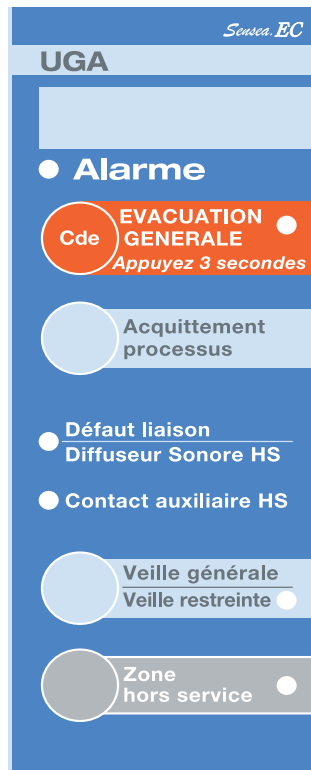 Sensea.EC
UGA
Alarme
Cde
EVACUATION
GENERALE
Appuyez 3 secondes
Acquittement
processus
Défaut liaison
Diffuseur Sonore HS
Contact auxiliaire HS
Veille générale
Veille restreinte
Zone
hors service